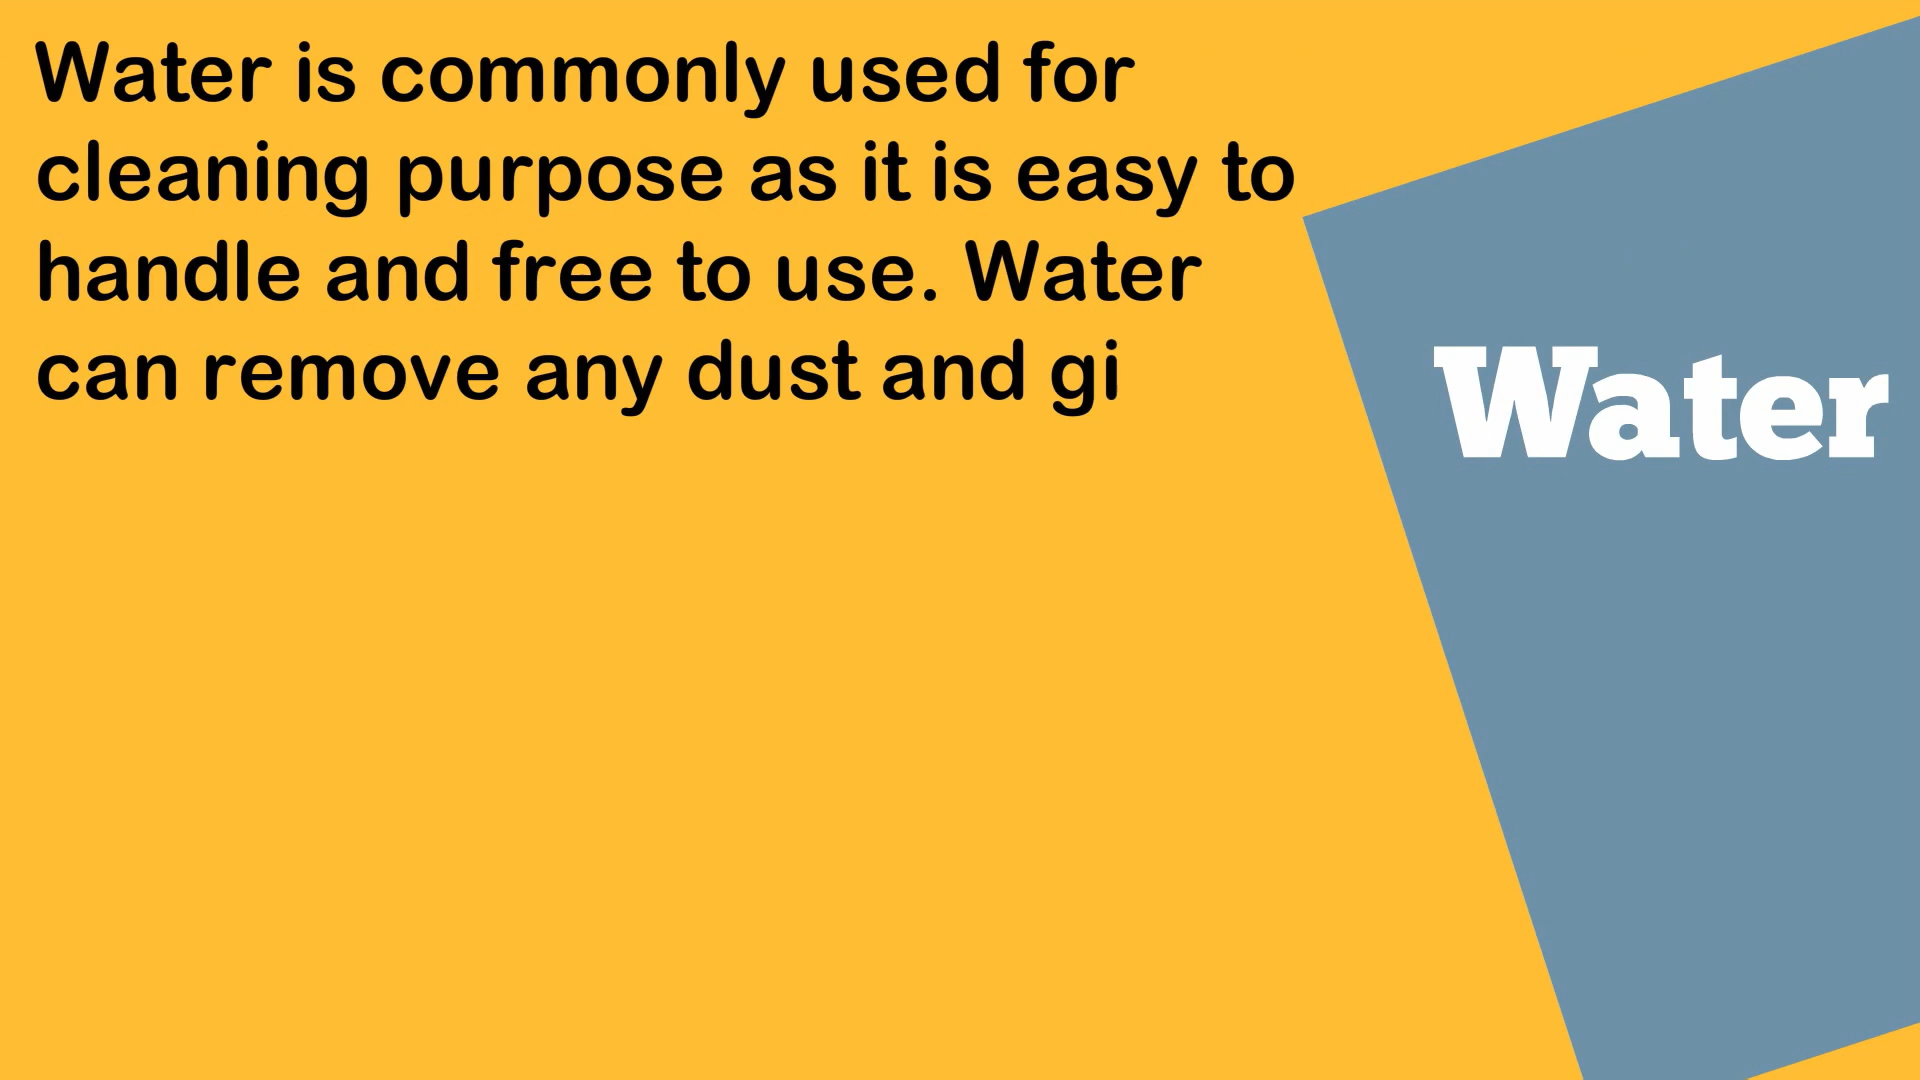 Water is commonly used for
cleaning purpose as it is easy to
handle and free to use. Water
can remove any dust and gi
Water